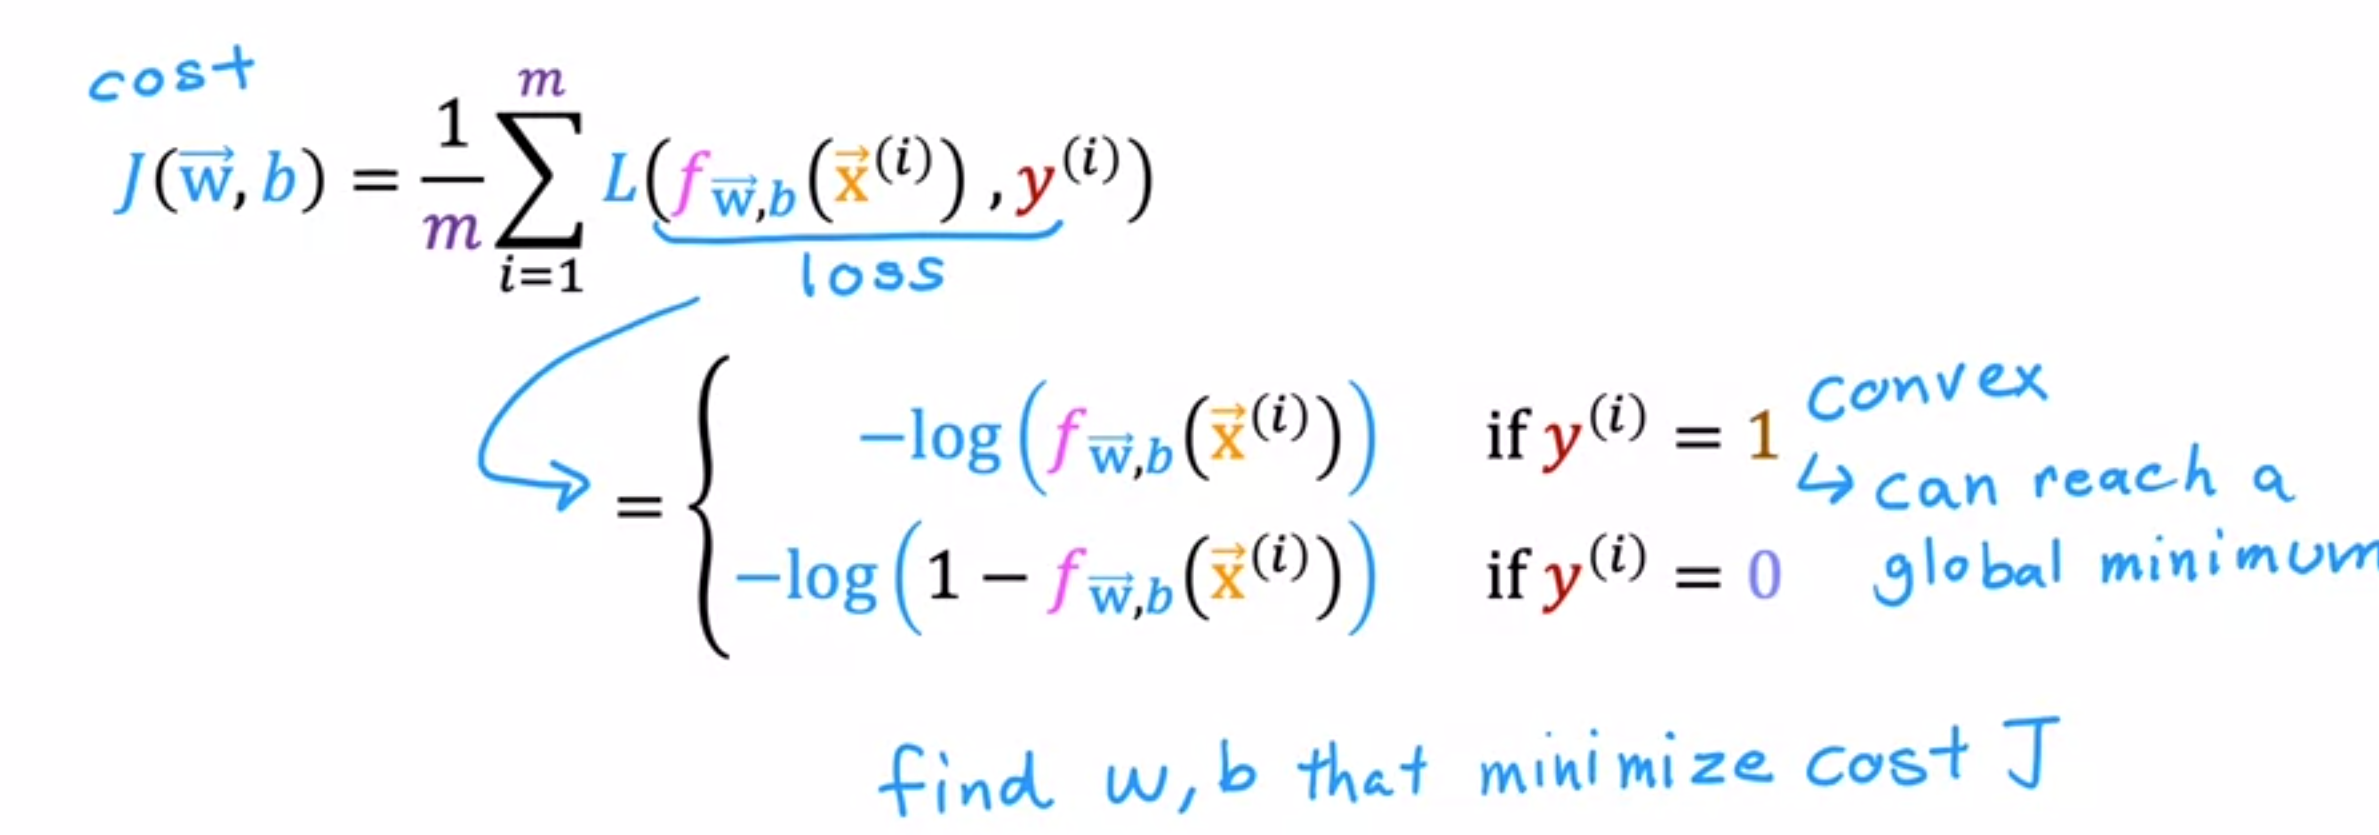 cost
J(w⃗, b) = 1/m ∑_{i=1}^{m} L(f_{w⃗,b}(x⃗^{(i)}), y^{(i)})
loss
= { −log(f_{w⃗,b}(x⃗^{(i)})) if y^{(i)} = 1
−log(1 − f_{w⃗,b}(x⃗^{(i)})) if y^{(i)} = 0
convex
↳ can reach a
global minimum
find w, b that minimize cost J